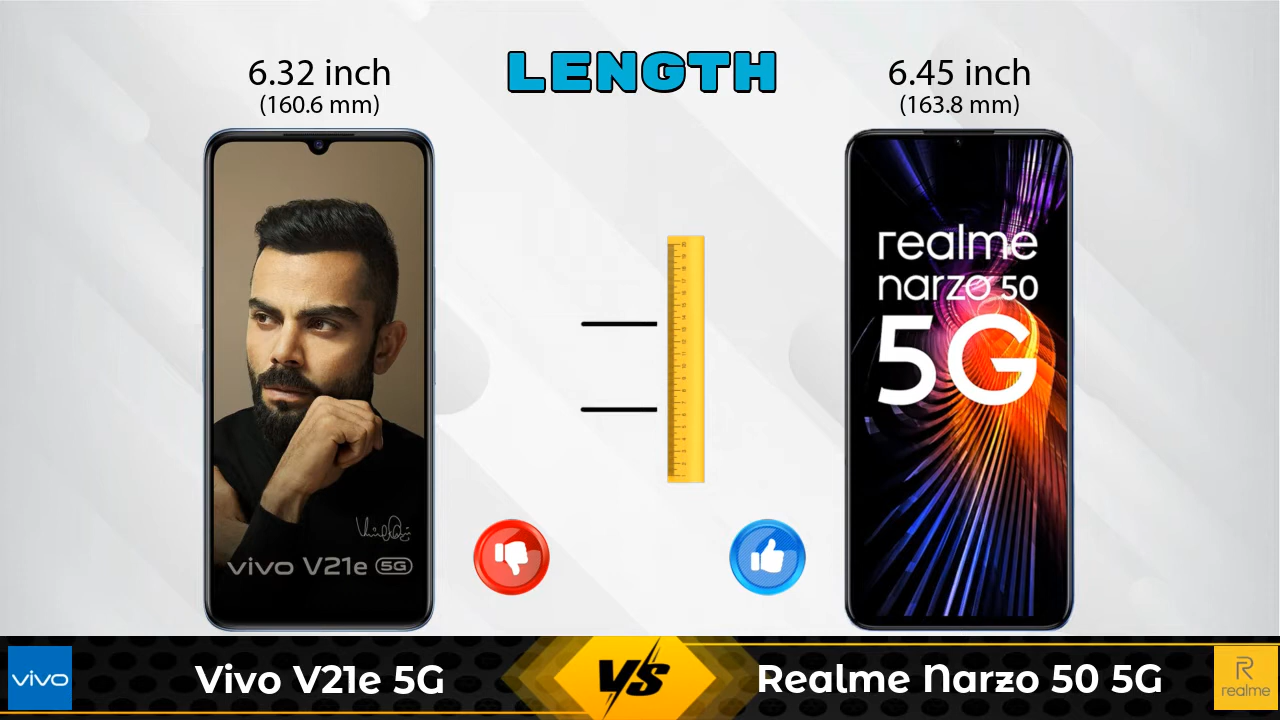 LENGTH
6.32 inch
(160.6 mm)
6.45 inch
(163.8 mm)
vivo V21e 5G
realme
narzo 50
5G
vivo
Vivo V21e 5G
VS
Realme Narzo 50 5G
R
realme